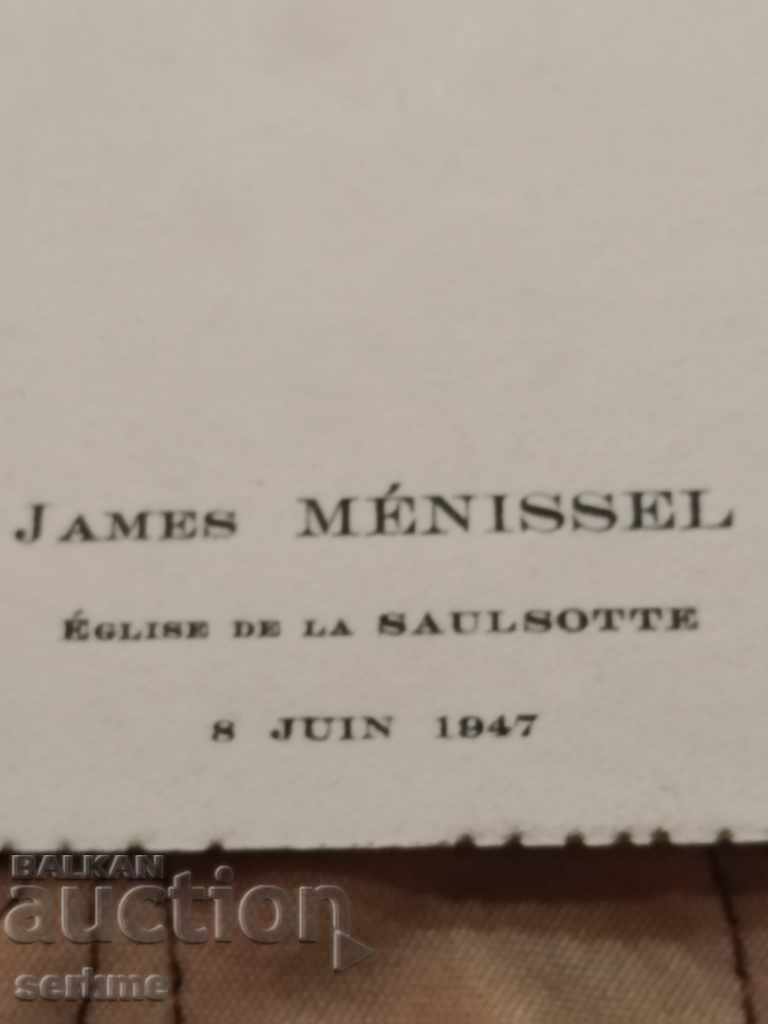 James MÉNISSEL
Église de la SAULSOTTE
8 JUIN 1947
BALKAN
auction
serkme